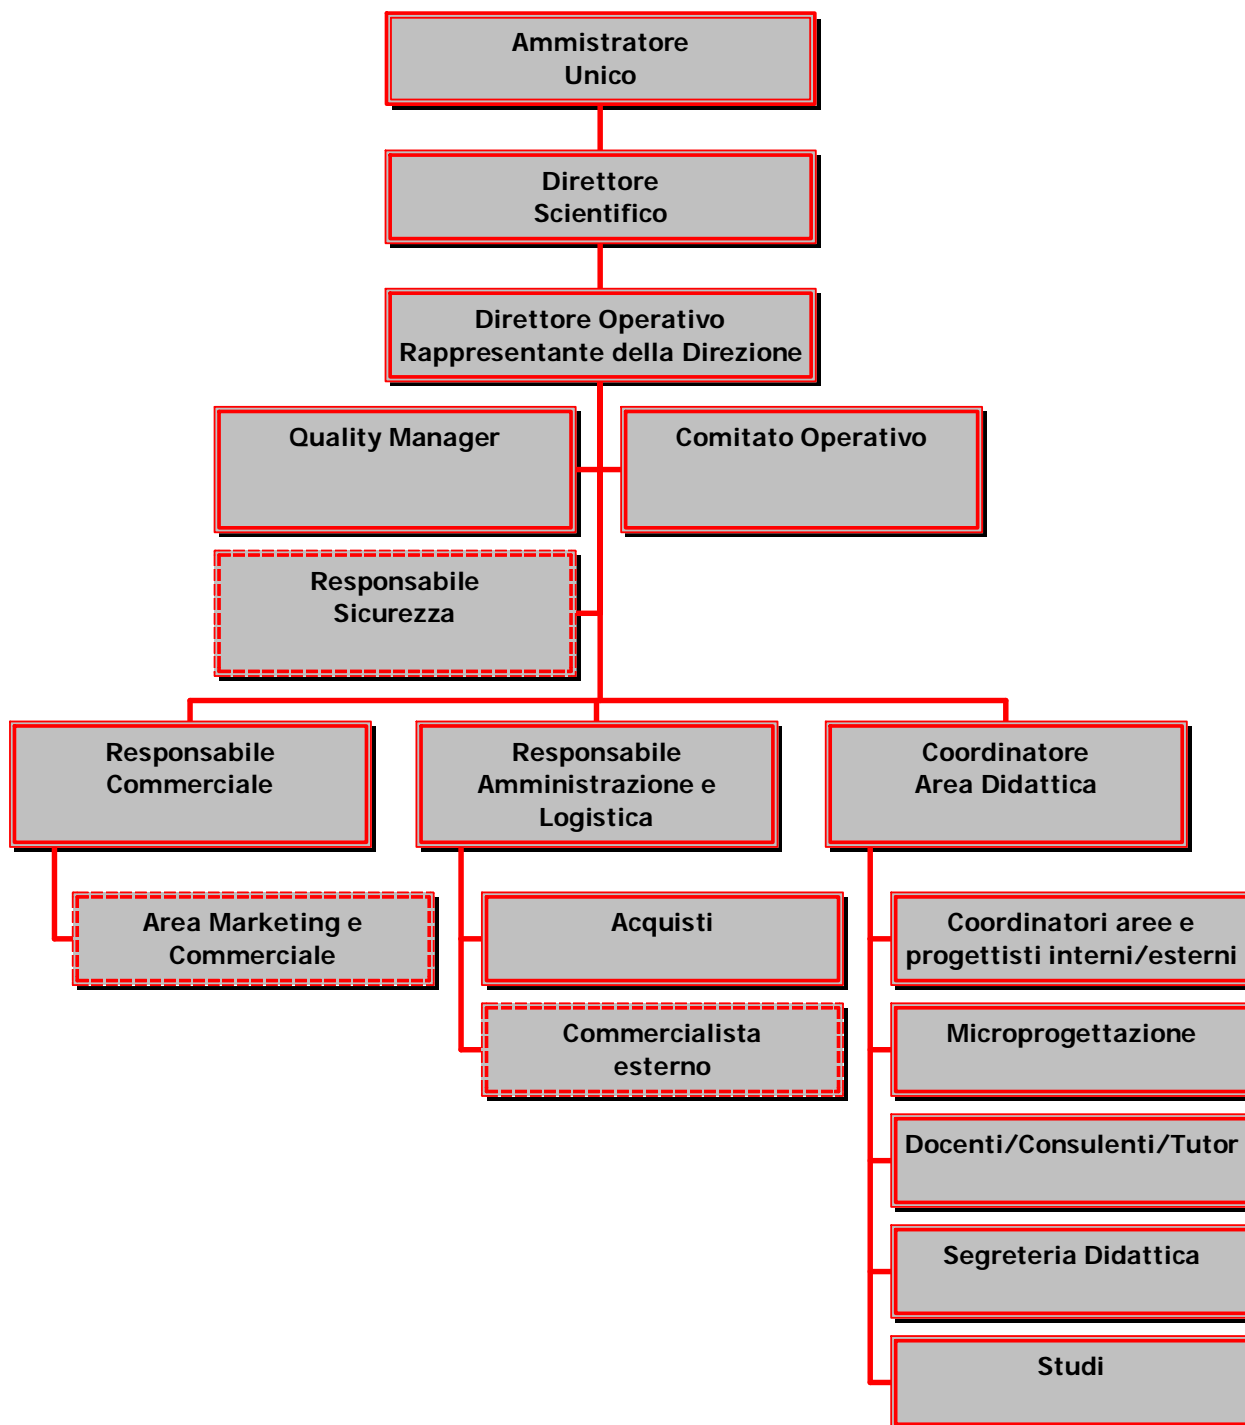 Ammistratore
Unico
Direttore
Scientifico
Direttore Operativo
Rappresentante della Direzione
Quality Manager
Comitato Operativo
Responsabile
Sicurezza
Responsabile
Commerciale
Responsabile
Amministrazione e
Logistica
Coordinatore
Area Didattica
Area Marketing e
Commerciale
Acquisti
Commercialista
esterno
Coordinatori aree e
progettisti interni/esterni
Microprogettazione
Docenti/Consulenti/Tutor
Segreteria Didattica
Studi